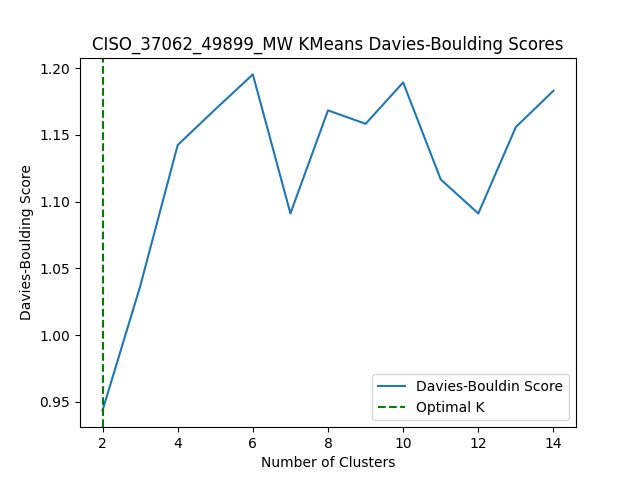 CISO_37062_49899_MW KMeans Davies-Boulding Scores
1.20
1.15
1.10
1.05
1.00
0.95
Davies-Boulding Score
Davies-Bouldin Score
Optimal K
2 4 6 8 10 12 14
Number of Clusters